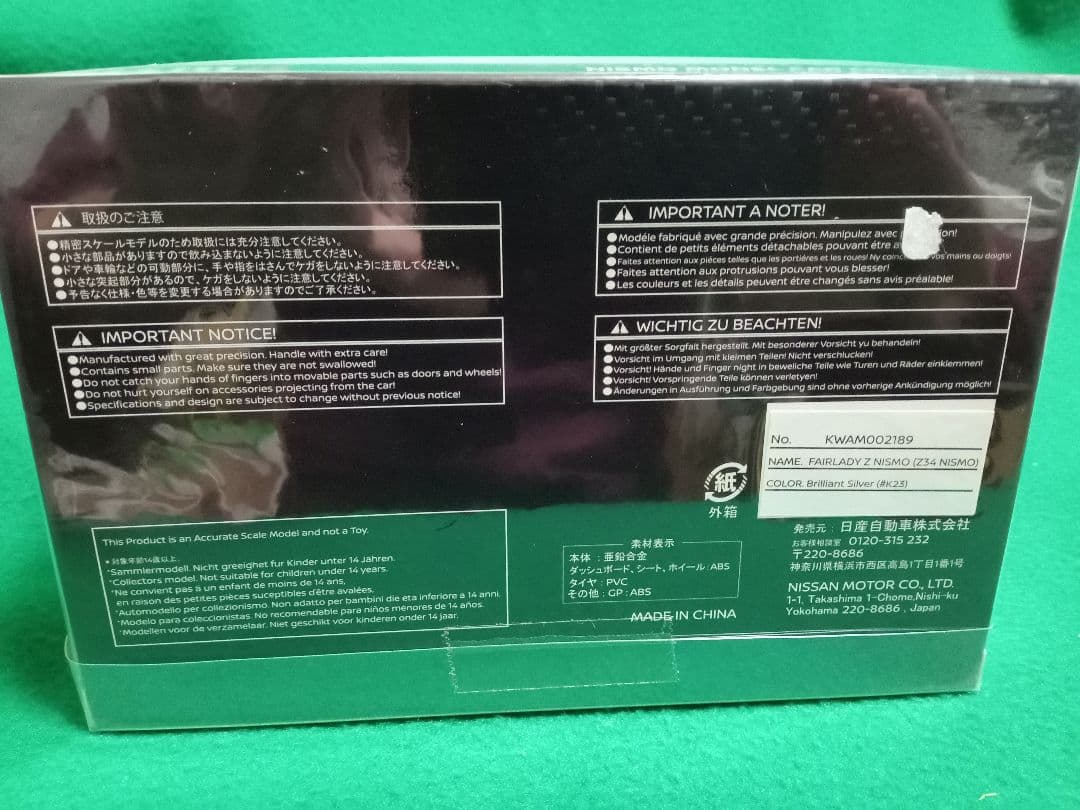 取扱のご注意
●精密スケールモデルのため取扱には充分注意してください。
●小さな部品がありますので飲み込まないように注意してください。
●ドアや車輪などの可動部分に、手や指をはさんでケガをしないように注意してください。
●小さな突起部分があるので、ケガをしないように注意してください。
●予告なく仕様・色等を変更する場合がありますのでご了承ください。
IMPORTANT NOTICE!
●Manufactured with great precision. Handle with extra care!
●Contains small parts. Make sure they are not swallowed!
●Do not catch your hands of fingers into movable parts such as doors and wheels!
●Do not hurt yourself on accessories projecting from the car!
●Specifications and design are subject to change without previous notice!
IMPORTANT A NOTER!
●Modéle fabriqué avec grande précision. Manipulez avec
●Contient de petits éléments détachables pouvant étre
●Faites attention aux piéces telles que les portiéres et les roues! Ny vos mains ou doigts!
●Faites attention aux protrusions pouvant vous blesser!
●Les couleurs et les détails peuvent étre changés sans avis préalable!
WICHTIG ZU BEACHTEN!
●Mit größter Sorgfalt hergestellt. Mit besonderer Vorsicht yu behandeln!
●Vorsicht im Umgang mit kleinen Teilen! Nicht verschlucken!
●Vorsicht! Hände und Finger night in beweliche Teile wie Turen und Räder einklemmen!
●Vorsicht! Vorspringende Teile können verletyen!
●Änderungen in Ausführung und Farbgebung sind ohne vorherige Ankündigung möglich!
No. KWAM002189
NAME. FAIRLADY Z NISMO (Z34 NISMO)
COLOR. Brilliant Silver (#K23)
紙
外箱
発売元：日産自動車株式会社
お客様相談室 0120-315 232
〒220-8686
神奈川県横浜市西区高島1丁目1番1号
NISSAN MOTOR CO., LTD.
1-1, Takashima 1-Chome,Nishi-ku
Yokohama 220-8686 , Japan
素材表示
本体：亜鉛合金
ダッシュボード、シート、ホイール：ABS
タイヤ：PVC
その他：GP：ABS
MADE IN CHINA
This Product is an Accurate Scale Model and not a Toy.
*対象年齢14歳以上.
*Sammlermodell. Nicht greeighet fur Kinder unter 14 Jahren.
*Collectors model. Not suitable for children under 14 years.
*Ne convient pas a un enfant de moins de 14 ans,
en raison des petites piéces suceptibles d'étre avalées.
*Automodello per collezionismo. Non adatto per bambini die eta inferiore a 14 anni.
*Modelo para coleccionistas. No recomendable para niños menores de 14 años.
*Modellen voor de verzamelaar. Niet geschikt voor kinderen onder 14 jaar.